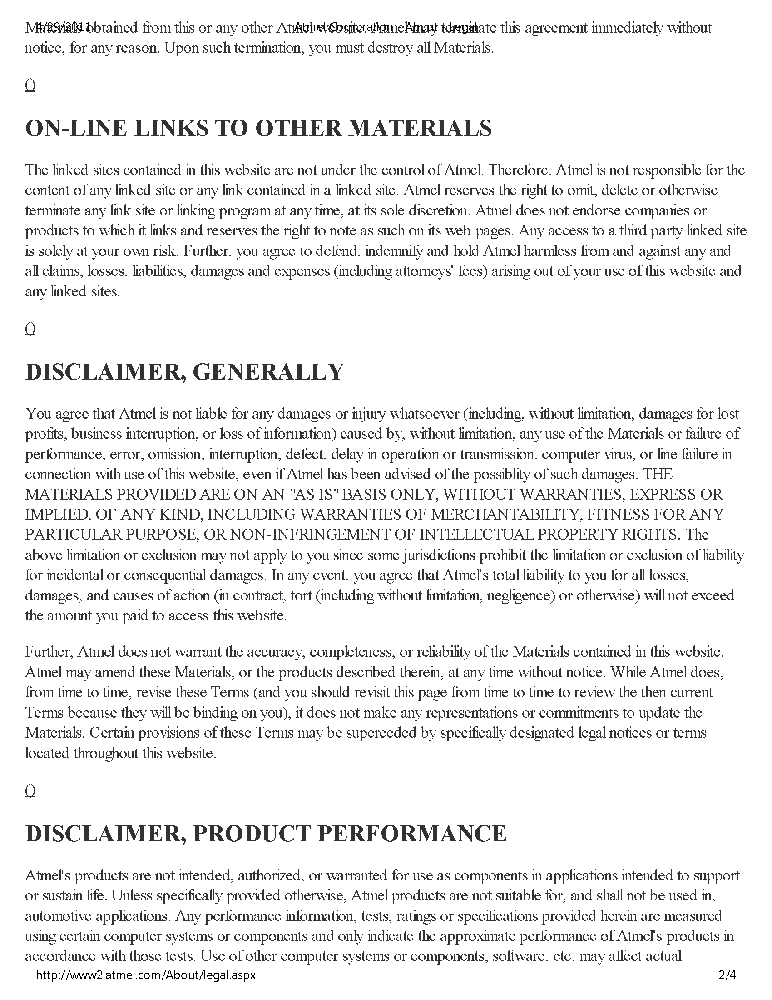 4/29/2011 Atmel Corporation - About - Legal
Materials obtained from this or any other Atmel website. Atmel may terminate this agreement immediately without
notice, for any reason. Upon such termination, you must destroy all Materials.
()
ON-LINE LINKS TO OTHER MATERIALS
The linked sites contained in this website are not under the control of Atmel. Therefore, Atmel is not responsible for the
content of any linked site or any link contained in a linked site. Atmel reserves the right to omit, delete or otherwise
terminate any link site or linking program at any time, at its sole discretion. Atmel does not endorse companies or
products to which it links and reserves the right to note as such on its web pages. Any access to a third party linked site
is solely at your own risk. Further, you agree to defend, indemnify and hold Atmel harmless from and against any and
all claims, losses, liabilities, damages and expenses (including attorneys' fees) arising out of your use of this website and
any linked sites.
()
DISCLAIMER, GENERALLY
You agree that Atmel is not liable for any damages or injury whatsoever (including, without limitation, damages for lost
profits, business interruption, or loss of information) caused by, without limitation, any use of the Materials or failure of
performance, error, omission, interruption, defect, delay in operation or transmission, computer virus, or line failure in
connection with use of this website, even if Atmel has been advised of the possiblity of such damages. THE
MATERIALS PROVIDED ARE ON AN "AS IS" BASIS ONLY, WITHOUT WARRANTIES, EXPRESS OR
IMPLIED, OF ANY KIND, INCLUDING WARRANTIES OF MERCHANTABILITY, FITNESS FOR ANY
PARTICULAR PURPOSE, OR NON-INFRINGEMENT OF INTELLECTUAL PROPERTY RIGHTS. The
above limitation or exclusion may not apply to you since some jurisdictions prohibit the limitation or exclusion of liability
for incidental or consequential damages. In any event, you agree that Atmel's total liability to you for all losses,
damages, and causes of action (in contract, tort (including without limitation, negligence) or otherwise) will not exceed
the amount you paid to access this website.
Further, Atmel does not warrant the accuracy, completeness, or reliability of the Materials contained in this website.
Atmel may amend these Materials, or the products described therein, at any time without notice. While Atmel does,
from time to time, revise these Terms (and you should revisit this page from time to time to review the then current
Terms because they will be binding on you), it does not make any representations or commitments to update the
Materials. Certain provisions of these Terms may be superceded by specifically designated legal notices or terms
located throughout this website.
()
DISCLAIMER, PRODUCT PERFORMANCE
Atmel's products are not intended, authorized, or warranted for use as components in applications intended to support
or sustain life. Unless specifically provided otherwise, Atmel products are not suitable for, and shall not be used in,
automotive applications. Any performance information, tests, ratings or specifications provided herein are measured
using certain computer systems or components and only indicate the approximate performance of Atmel's products in
accordance with those tests. Use of other computer systems or components, software, etc. may affect actual
http://www2.atmel.com/About/legal.aspx 2/4